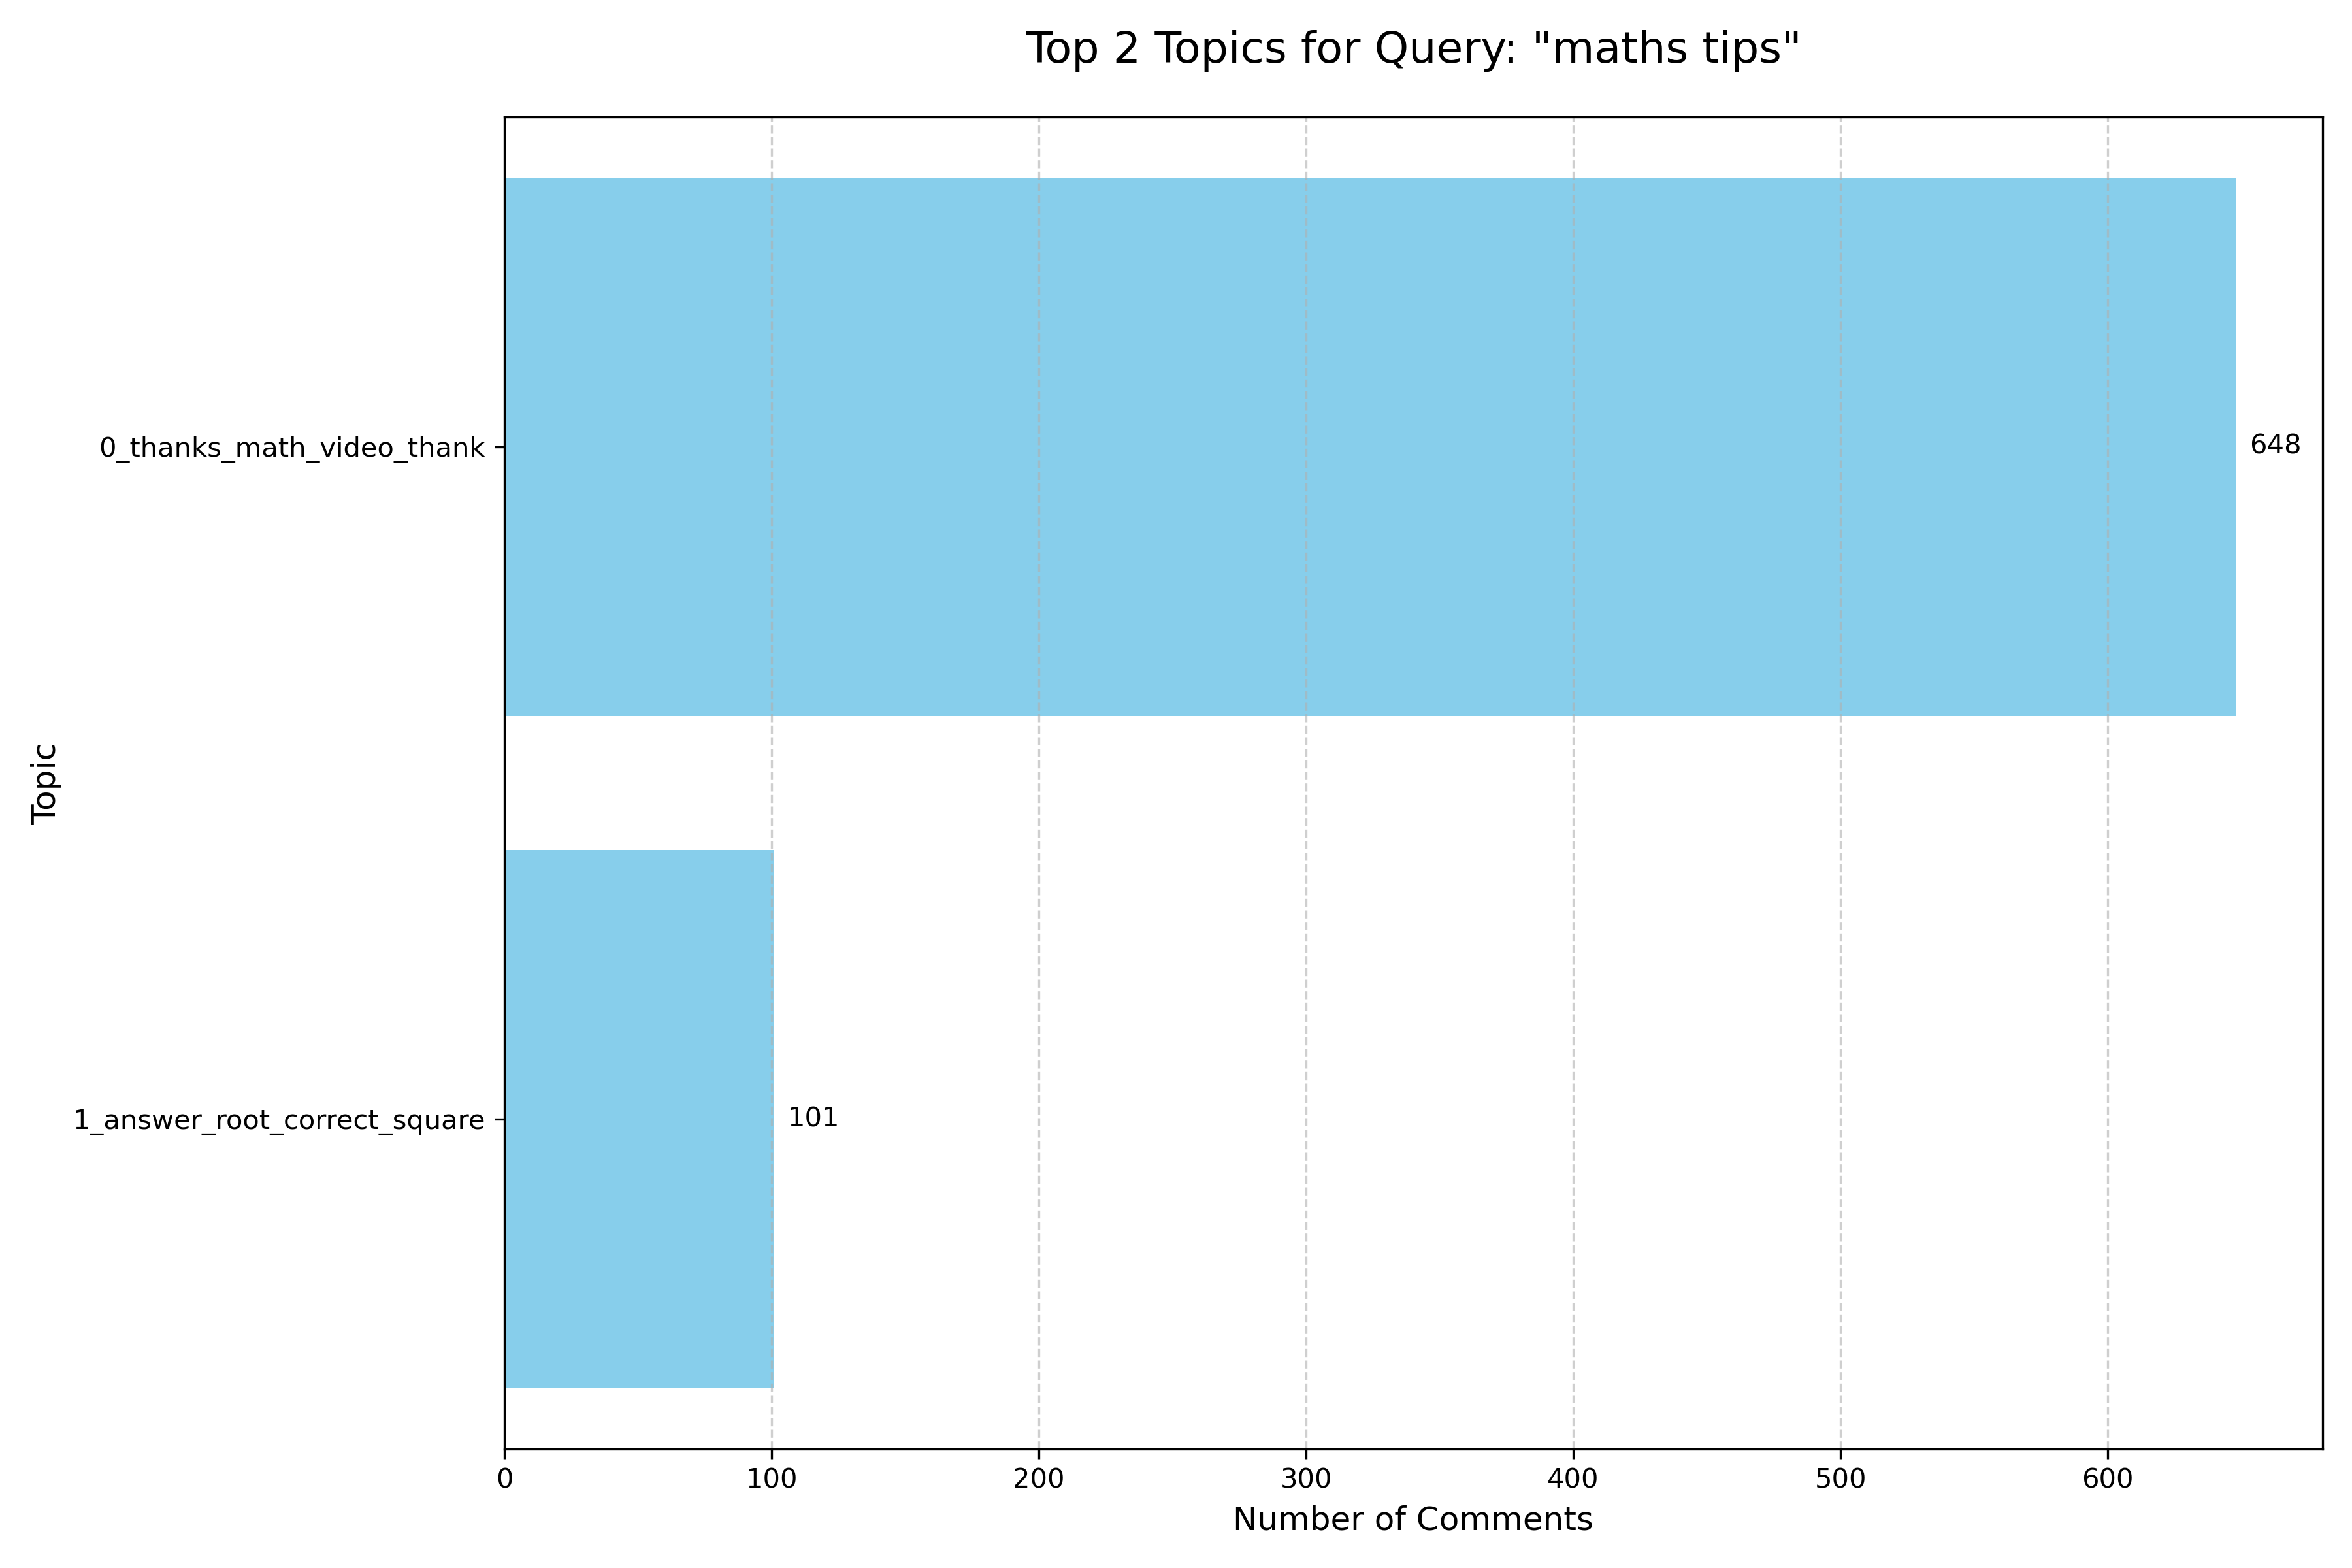 Top 2 Topics for Query: "maths tips"
Topic
0_thanks_math_video_thank
648
1_answer_root_correct_square
101
0 100 200 300 400 500 600
Number of Comments